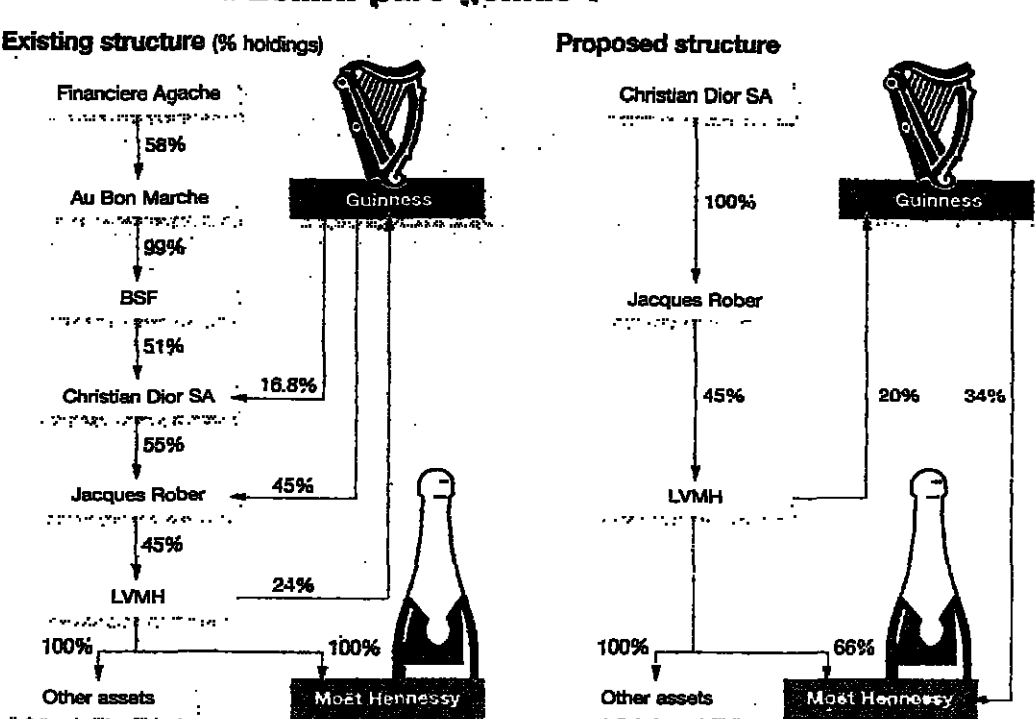 Existing structure (% holdings)
Financiere Agache
58%
Au Bon Marche
99%
BSF
51%
Christian Dior SA
16.8%
55%
Jacques Rober
45%
45%
LVMH
24%
100%
100%
Other assets
Moët Hennessy
Guinness
Proposed structure
Christian Dior SA
100%
Guinness
Jacques Rober
45%
20%
34%
LVMH
100%
66%
Other assets
Moët Hennessy